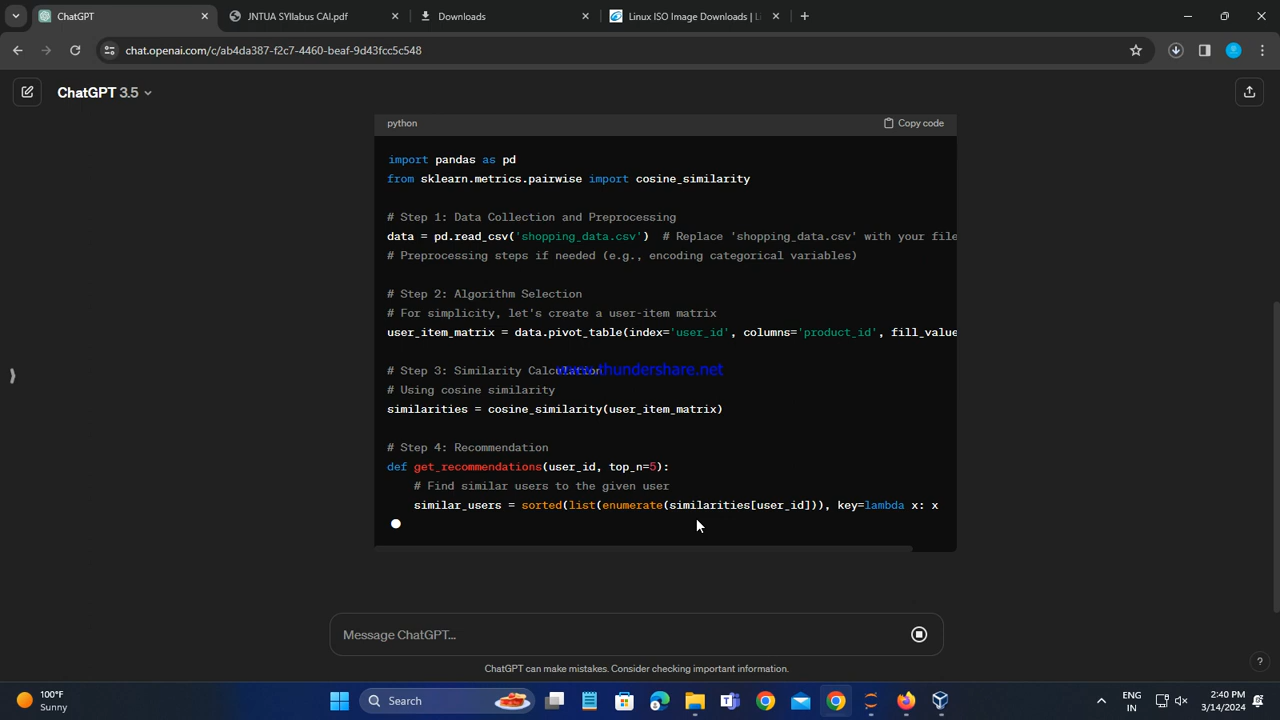 ChatGPT
JNTUA SYllabus CAI.pdf
Downloads
Linux ISO Image Downloads | Li
chat.openai.com/c/ab4da387-f2c7-4460-beaf-9d43fcc5c548
ChatGPT 3.5
python
Copy code
import pandas as pd
from sklearn.metrics.pairwise import cosine_similarity
# Step 1: Data Collection and Preprocessing
data = pd.read_csv('shopping_data.csv')  # Replace 'shopping_data.csv' with your file
# Preprocessing steps if needed (e.g., encoding categorical variables)
# Step 2: Algorithm Selection
# For simplicity, let's create a user-item matrix
user_item_matrix = data.pivot_table(index='user_id', columns='product_id', fill_value
# Step 3: Similarity Calculation
www.thundershare.net
# Using cosine similarity
similarities = cosine_similarity(user_item_matrix)
# Step 4: Recommendation
def get_recommendations(user_id, top_n=5):
# Find similar users to the given user
similar_users = sorted(list(enumerate(similarities[user_id])), key=lambda x: x
Message ChatGPT...
ChatGPT can make mistakes. Consider checking important information.
?
100°F
Sunny
Search
ENG
IN
2:40 PM
3/14/2024